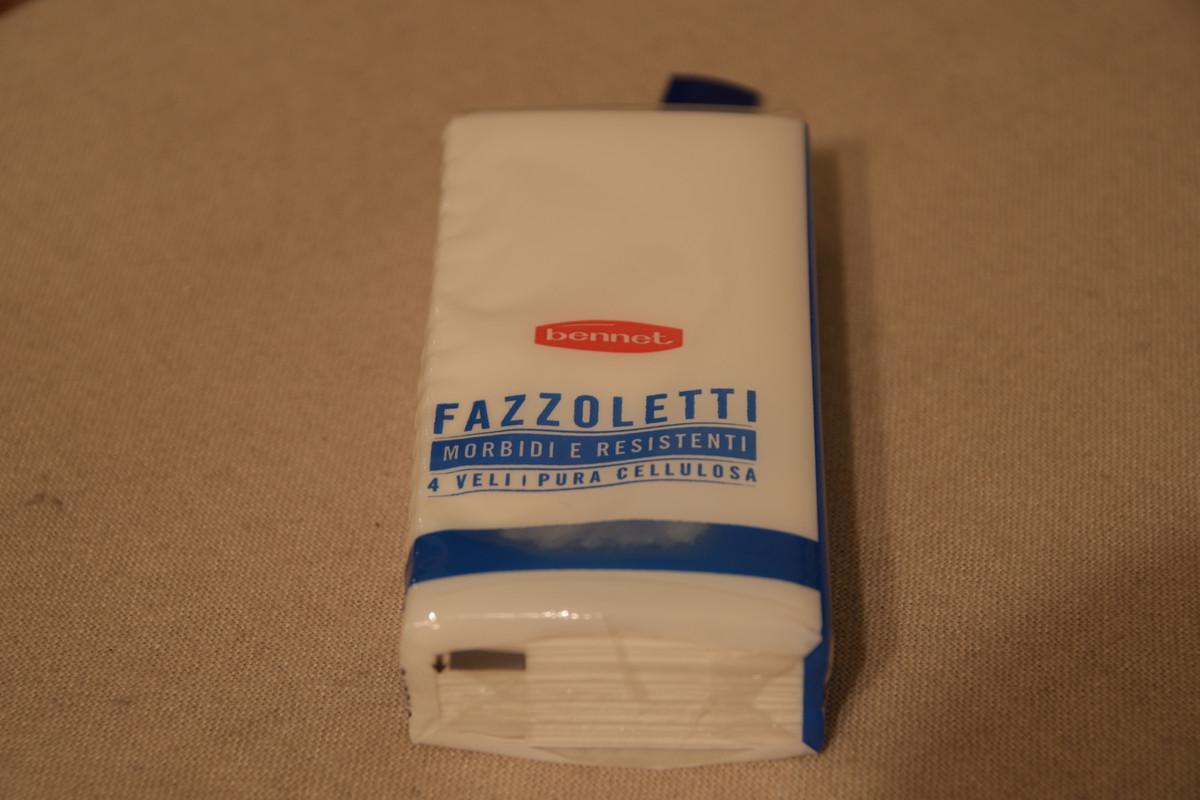 bennet
FAZZOLETTI
MORBIDI E RESISTENTI
4 VELI | PURA CELLULOSA